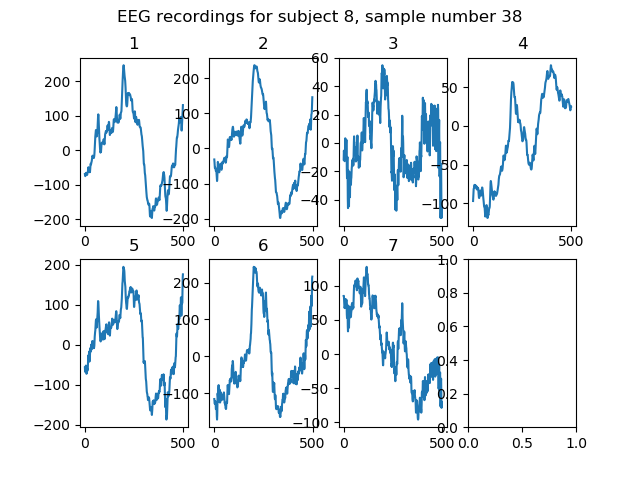 EEG recordings for subject 8, sample number 38
1 2 3 4
200 100 0 −100 −200
200 100 0 −100 −200
60 40 20 0 −20 −40
50 0 −50 −100
0 500 0 500 0 500 0 500
5 6 7
200 100 0 −100 −200
200 100 0 −100
100 50 0 −50 −100
1.0 0.8 0.6 0.4 0.2 0.0
0 500 0 500 0 500 0.0 0.5 1.0